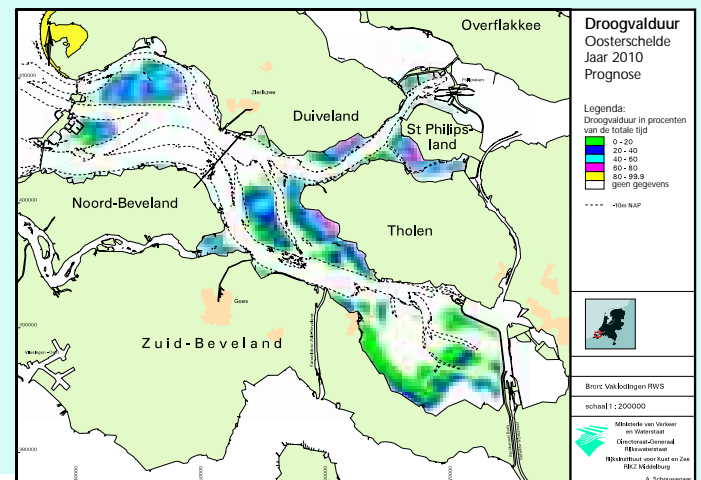 Overflakkee
Zierikzee
Duiveland
St Philips-
land
Noord-Beveland
Tholen
Goes
Zuid-Beveland
Droogvalduur
Oosterschelde
Jaar 2010
Prognose
Legenda:
Droogvalduur in procenten
van de totale tijd
0 - 20
20 - 40
40 - 60
60 - 80
80 - 99.9
geen gegevens
-10m NAP
Bron: Vaklodingen RWS
schaal 1 : 200000
Ministerie van Verkeer
en Waterstaat
Directoraat-Generaal
Rijkswaterstaat
Rijksinstituut voor Kust en Zee
RIKZ Middelburg